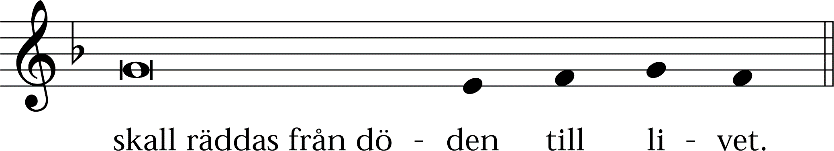 skall räddas från dö - den till li - vet.